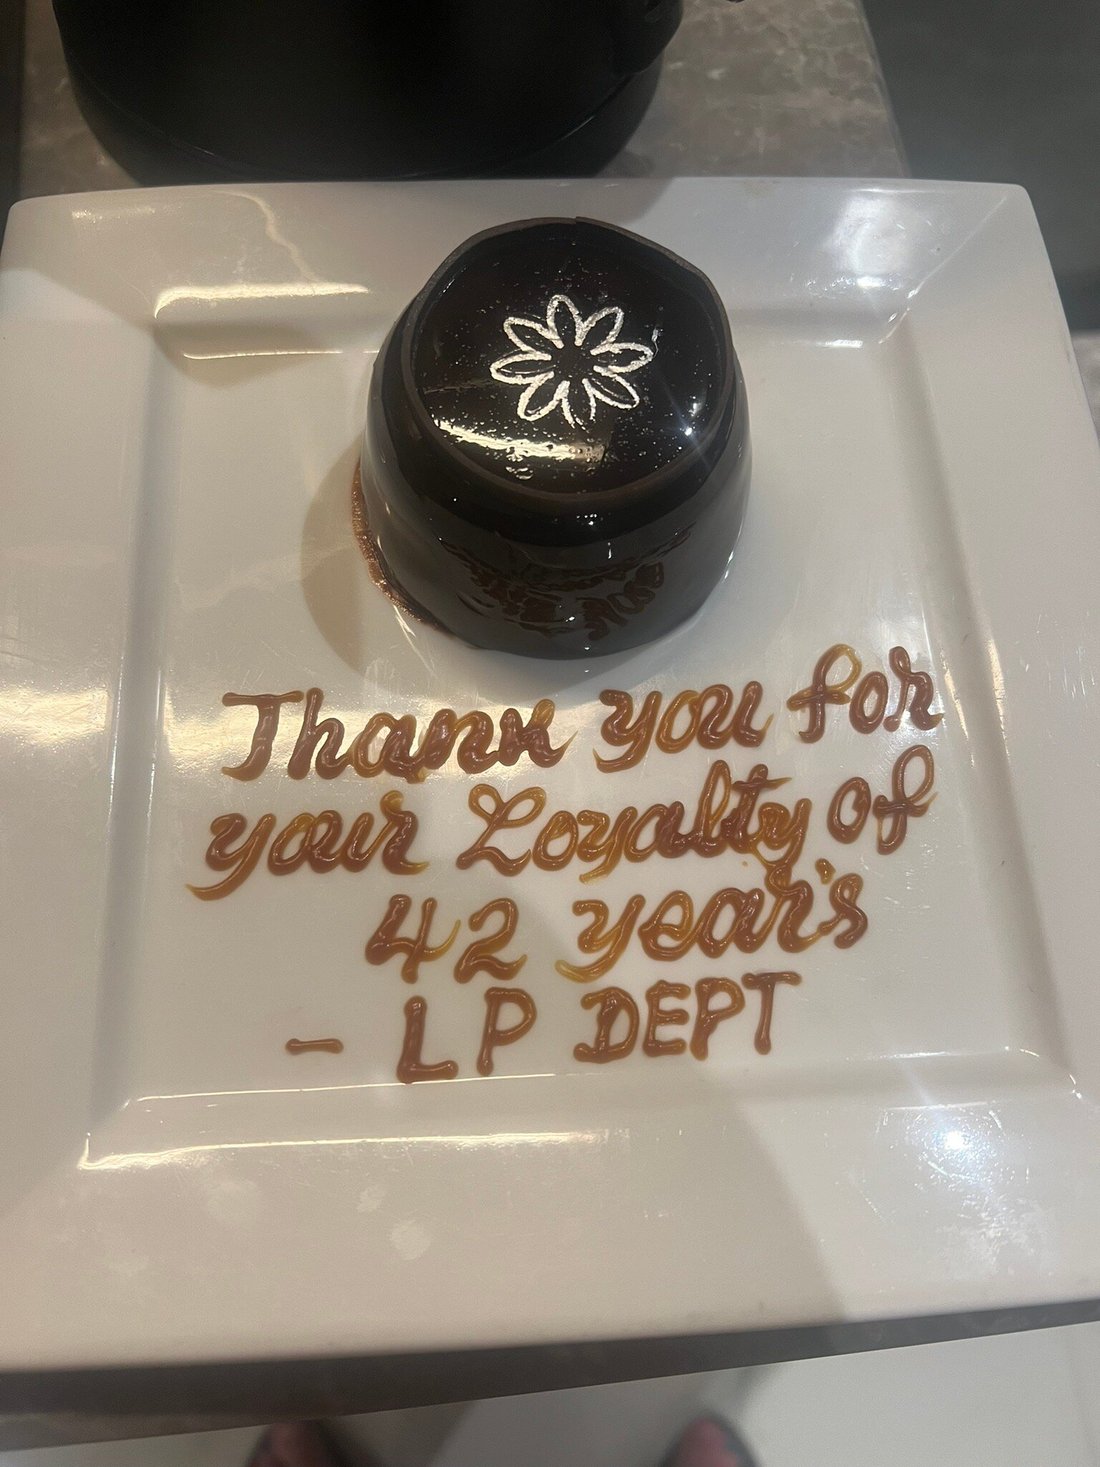 Thank you for
your Loyalty of
42 year's
- LP DEPT